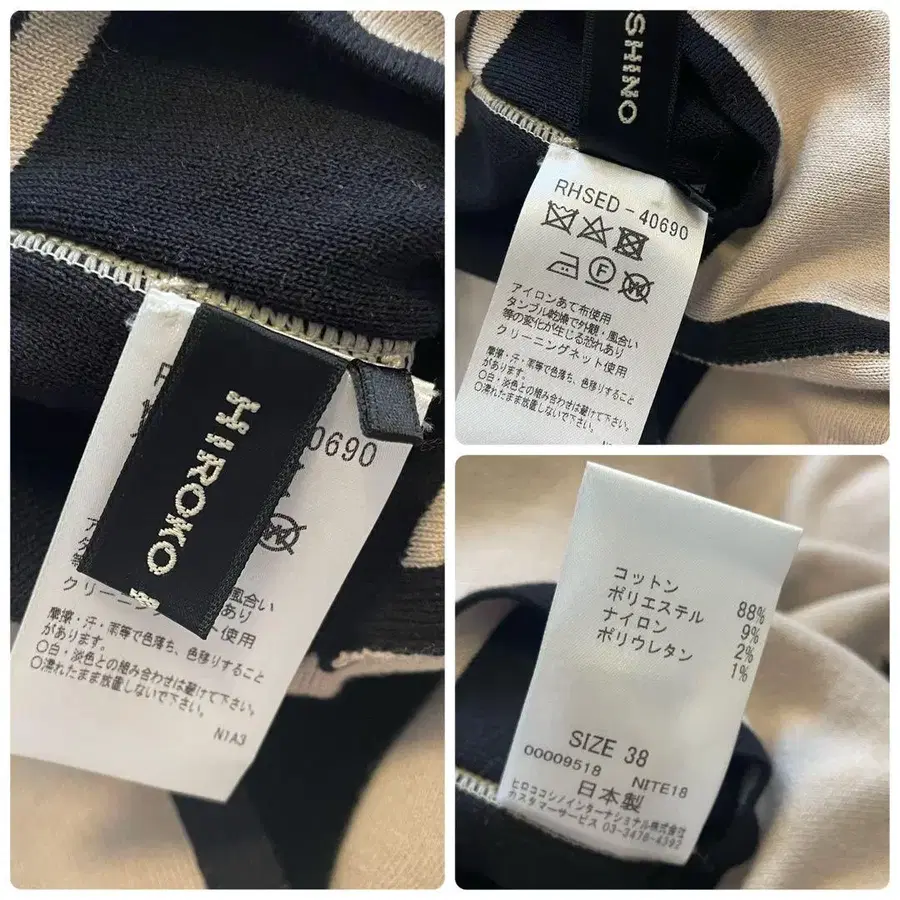 HIROKO
40690
風合い
あり
クリーニング
使用
摩擦・汗・雨等で色落ち、色移りすること
があります。
○白・淡色との組み合わせは避けて下さい。
○濡れたまま放置しないで下さい。
N1A3
SHINO
RHSED-40690
アイロンあて布使用
タンブル乾燥で外観・風合い
等の変化が生じる恐れあり
クリーニングネット使用
摩擦・汗・雨等で色落ち、色移りすること
があります。
○白・淡色との組み合わせは避けて下さい。
○濡れたまま放置しないで下さい。
コットン 88%
ポリエステル 9%
ナイロン 2%
ポリウレタン 1%
SIZE 38
00009518 NITE18
日本製
ヒロココシノインターナショナル株式会社
カスタマーサービス 03-3478-4392